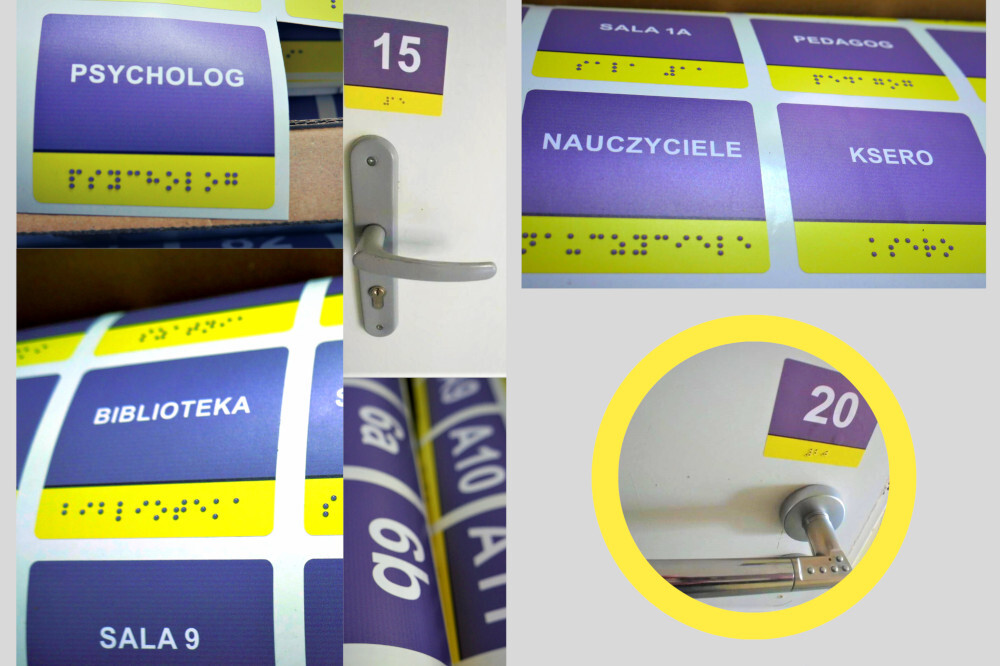 PSYCHOLOG
15
SALA 1A
PEDAGOG
NAUCZYCIELE
KSERO
BIBLIOTEKA
SALA 9
6a
6b
A10
A11
20